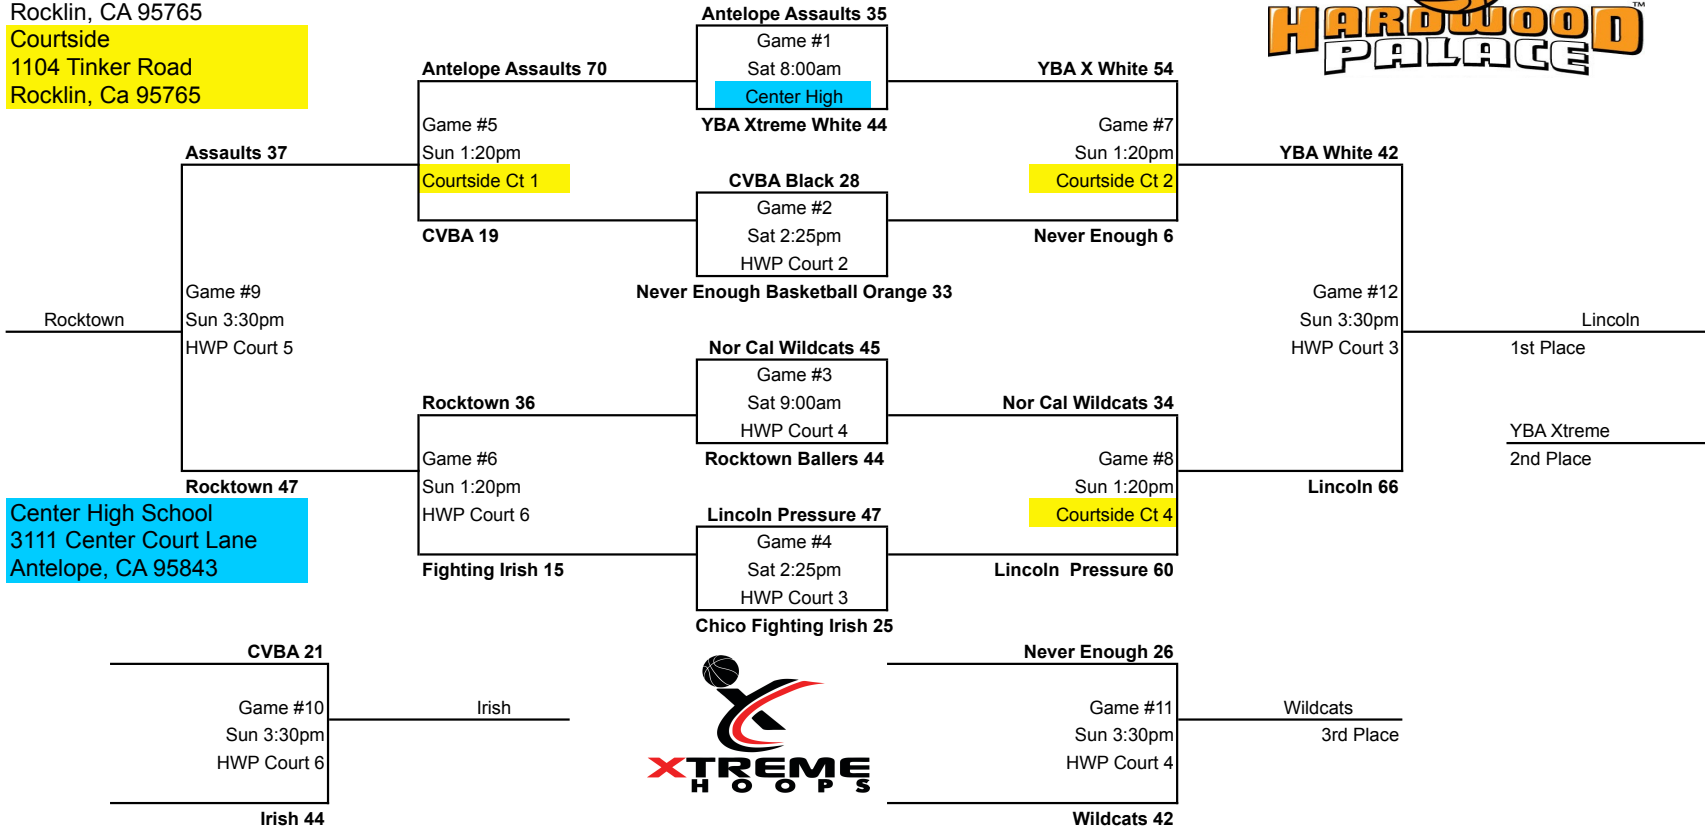 Rocklin, CA 95765
Courtside
1104 Tinker Road
Rocklin, Ca 95765
HARDWOOD
PALACE
TM
Antelope Assaults 35
Game #1
Sat 8:00am
Center High
YBA Xtreme White 44
Antelope Assaults 70
Game #5
Sun 1:20pm
Courtside Ct 1
CVBA 19
YBA X White 54
Game #7
Sun 1:20pm
Courtside Ct 2
Never Enough 6
Assaults 37
YBA White 42
CVBA Black 28
Game #2
Sat 2:25pm
HWP Court 2
Never Enough Basketball Orange 33
Game #9
Sun 3:30pm
HWP Court 5
Rocktown
Game #12
Sun 3:30pm
HWP Court 3
Lincoln
1st Place
Nor Cal Wildcats 45
Game #3
Sat 9:00am
HWP Court 4
Rocktown Ballers 44
Rocktown 36
Game #6
Sun 1:20pm
HWP Court 6
Fighting Irish 15
Nor Cal Wildcats 34
Game #8
Sun 1:20pm
Courtside Ct 4
Lincoln  Pressure 60
YBA Xtreme
2nd Place
Rocktown 47
Lincoln 66
Center High School
3111 Center Court Lane
Antelope, CA 95843
Lincoln Pressure 47
Game #4
Sat 2:25pm
HWP Court 3
Chico Fighting Irish 25
CVBA 21
Game #10
Sun 3:30pm
HWP Court 6
Irish 44
Irish
XTREME
HOOPS
Never Enough 26
Game #11
Sun 3:30pm
HWP Court 4
Wildcats 42
Wildcats
3rd Place